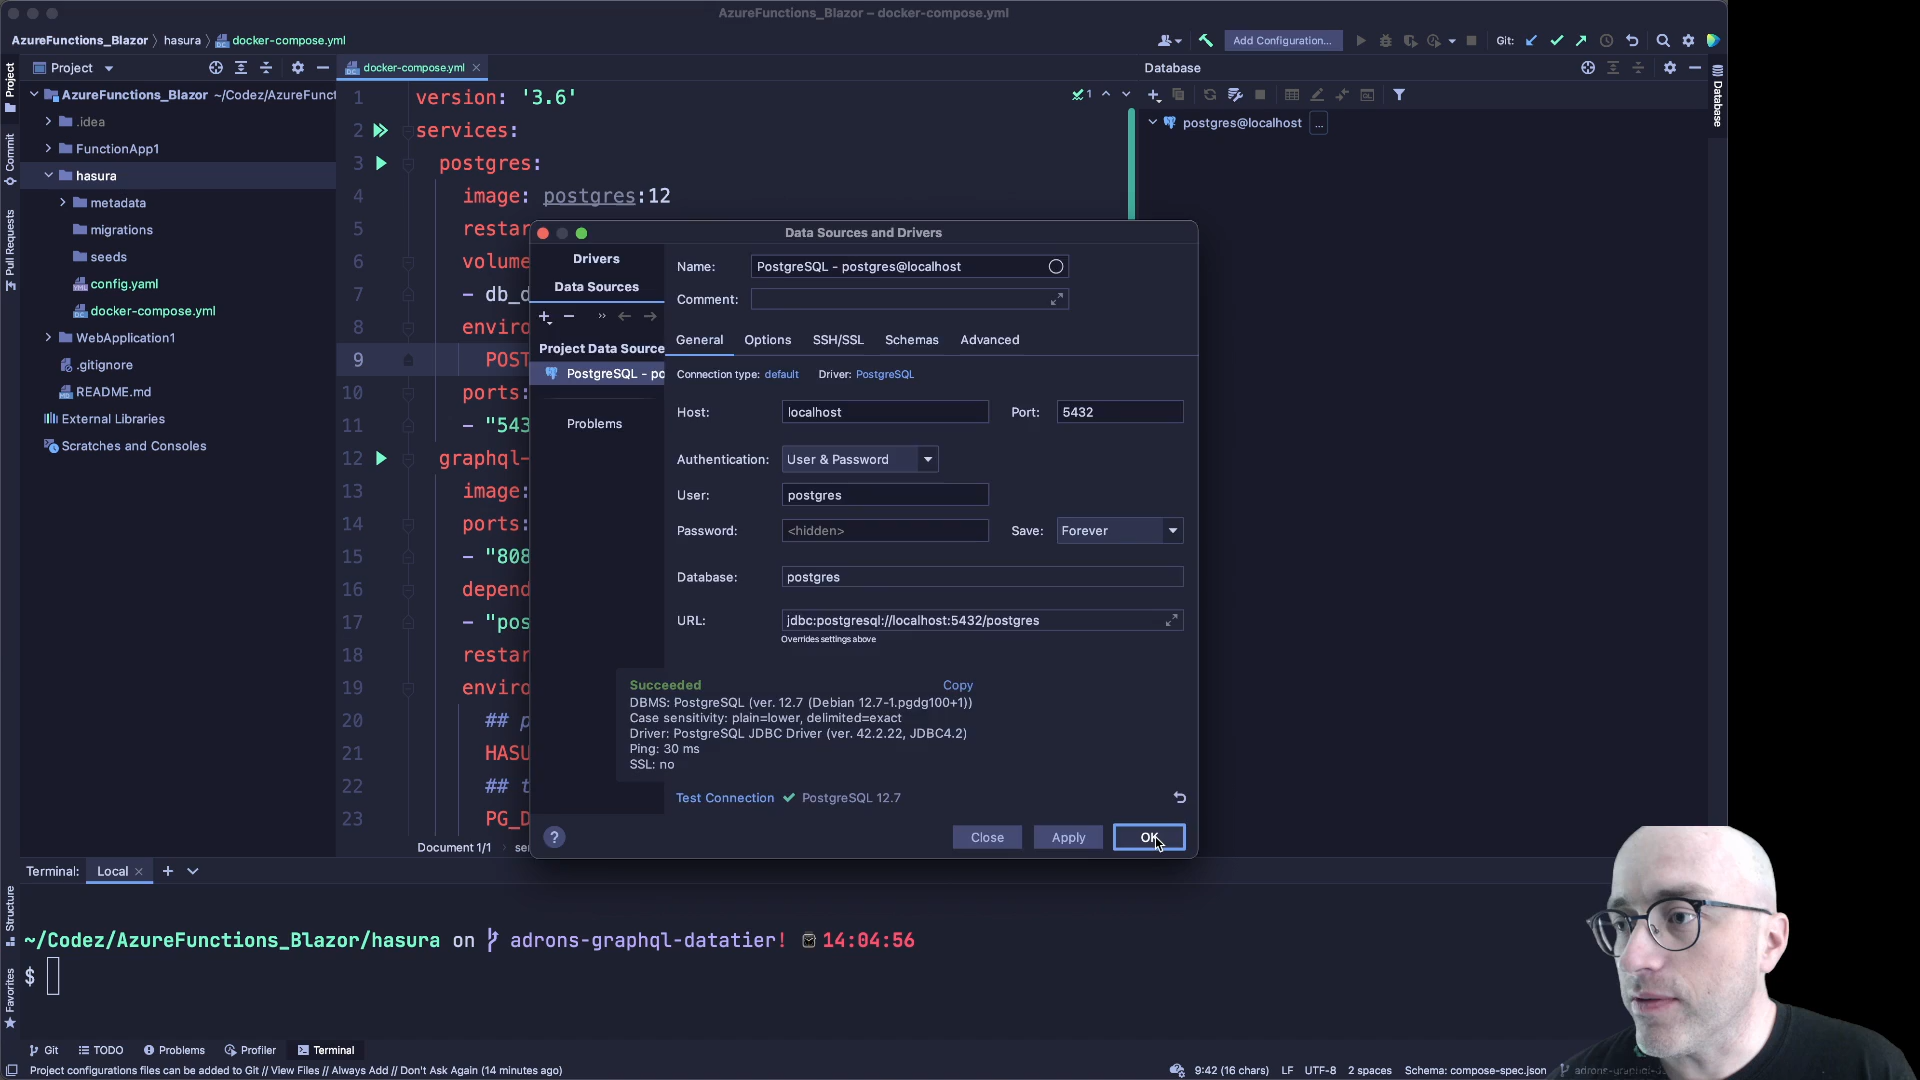 AzureFunctions_Blazor – docker-compose.yml
AzureFunctions_Blazor hasura docker-compose.yml
Add Configuration...
Git:
Project
docker-compose.yml
Database
AzureFunctions_Blazor ~/Codez/AzureFunct
.idea
FunctionApp1
hasura
metadata
migrations
seeds
config.yaml
docker-compose.yml
WebApplication1
.gitignore
README.md
External Libraries
Scratches and Consoles
Project
Commit
Pull Requests
Structure
Favorites
1 version: '3.6'
2 services:
3 postgres:
4 image: postgres:12
5 restar
6 volume
7 - db_d
8 enviro
9 POST
10 ports:
11 - "543
12 graphql-
13 image:
14 ports:
15 - "808
16 depend
17 - "pos
18 restar
19 enviro
20 ## p
21 HASU
22 ## t
23 PG_D
1
Document 1/1
postgres@localhost ...
Database
Data Sources and Drivers
Drivers
Data Sources
Project Data Source
PostgreSQL – po
Problems
Name: PostgreSQL – postgres@localhost
Comment:
General Options SSH/SSL Schemas Advanced
Connection type: default Driver: PostgreSQL
Host: localhost Port: 5432
Authentication: User & Password
User: postgres
Password: <hidden> Save: Forever
Database: postgres
URL: jdbc:postgresql://localhost:5432/postgres
Overrides settings above
Succeeded Copy
DBMS: PostgreSQL (ver. 12.7 (Debian 12.7-1.pgdg100+1))
Case sensitivity: plain=lower, delimited=exact
Driver: PostgreSQL JDBC Driver (ver. 42.2.22, JDBC4.2)
Ping: 30 ms
SSL: no
Test Connection PostgreSQL 12.7
? Close Apply OK
Terminal: Local
~/Codez/AzureFunctions_Blazor/hasura on adrons-graphql-datatier! 14:04:56
$
Git TODO Problems Profiler Terminal
Project configurations files can be added to Git // View Files // Always Add // Don't Ask Again (14 minutes ago)
9:42 (16 chars) LF UTF-8 2 spaces Schema: compose-spec.json